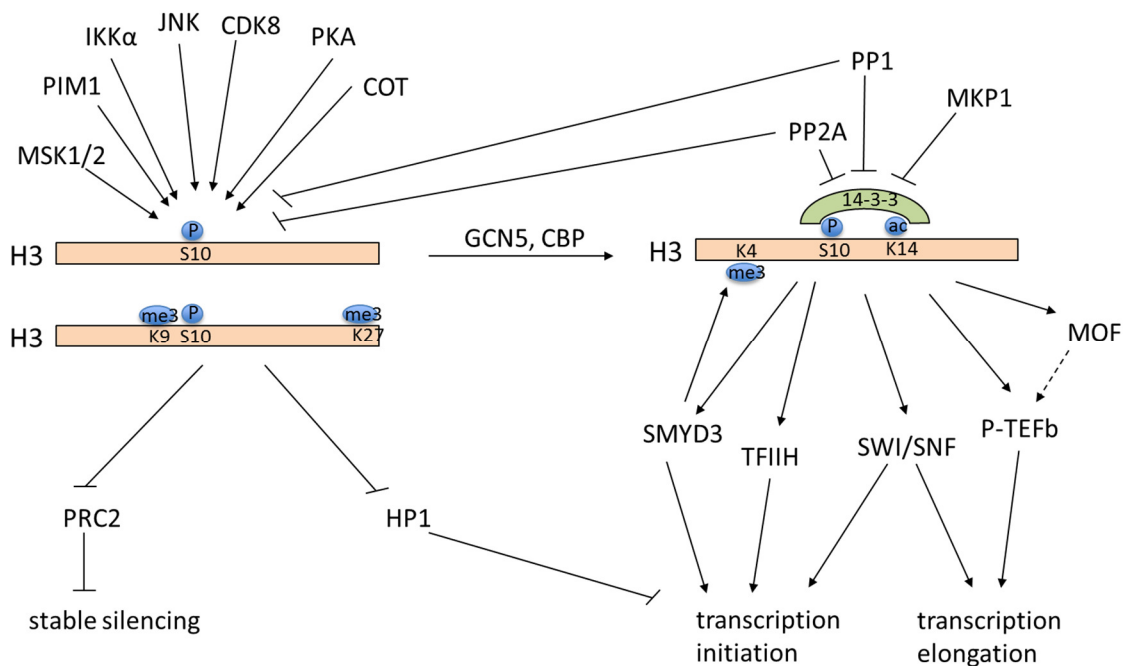 JNK
IKKα
CDK8
PKA
PIM1
COT
MSK1/2
PP1
MKP1
PP2A
14-3-3
P
P
ac
H3
S10
GCN5, CBP
H3
K4
S10
K14
me3
me3
P
me3
H3
K9
S10
K27
MOF
SMYD3
TFIIH
SWI/SNF
P-TEFb
PRC2
HP1
stable silencing
transcription
initiation
transcription
elongation